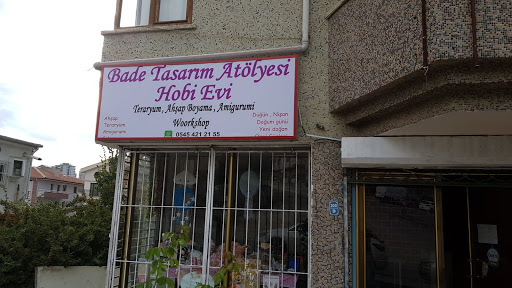 Bade Tasarım Atölyesi
Hobi Evi
Teraryum, Ahşap Boyama, Amigurumi
Woorkshop
0545 421 21 55
Ahşap
Teraryum
Amigurumi
Düğün, Nişan
Doğum günü
Yeni doğan